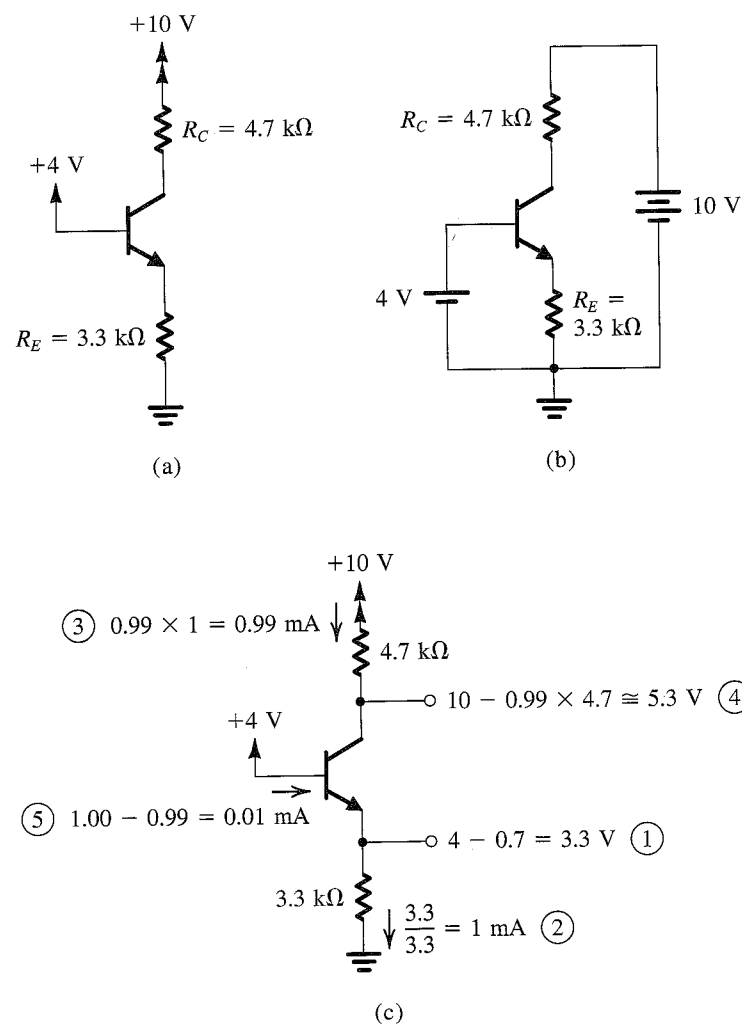 +10 V
R_C = 4.7 kΩ
+4 V
R_E = 3.3 kΩ
(a)
R_C = 4.7 kΩ
10 V
4 V
R_E =
3.3 kΩ
(b)
+10 V
③ 0.99 × 1 = 0.99 mA
4.7 kΩ
10 − 0.99 × 4.7 ≅ 5.3 V ④
+4 V
⑤ 1.00 − 0.99 = 0.01 mA
4 − 0.7 = 3.3 V ①
3.3 kΩ
3.3
3.3
= 1 mA ②
(c)